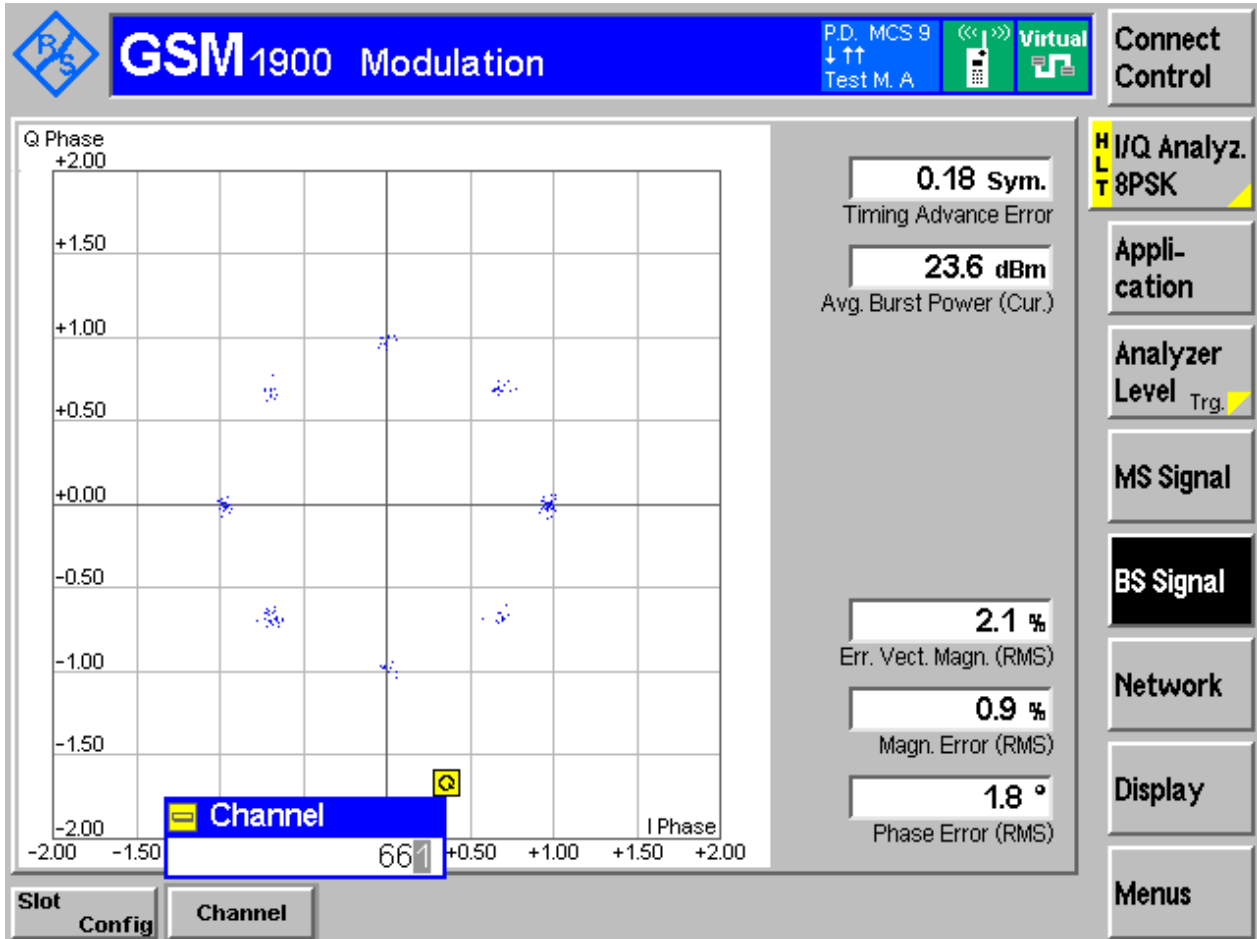 R/S
GSM 1900 Modulation
P.D. MCS 9
↓ ↑↑
Test M. A
Virtual
Connect
Control
Q Phase
+2.00
+1.50
+1.00
+0.50
+0.00
-0.50
-1.00
-1.50
-2.00
I Phase
-2.00 -1.50 +0.50 +1.00 +1.50 +2.00
Q
Channel
661
0.18 Sym.
Timing Advance Error
23.6 dBm
Avg. Burst Power (Cur.)
2.1 %
Err. Vect. Magn. (RMS)
0.9 %
Magn. Error (RMS)
1.8 °
Phase Error (RMS)
HLT
I/Q Analyz.
8PSK
Appli-
cation
Analyzer
Level Trg.
MS Signal
BS Signal
Network
Display
Menus
Slot
Config
Channel